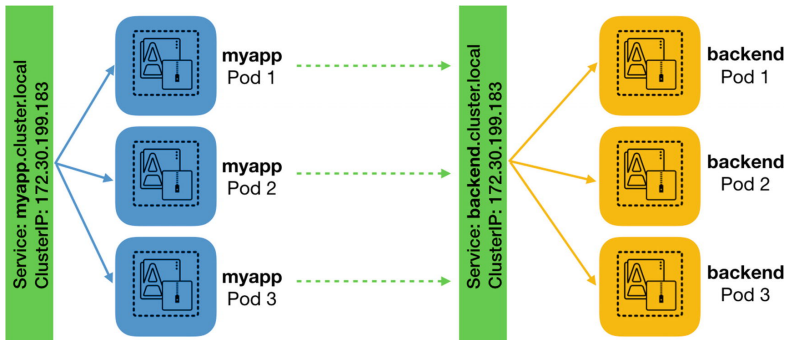 Service: myapp.cluster.local
ClusterIP: 172.30.199.183
myapp
Pod 1
myapp
Pod 2
myapp
Pod 3
Service: backend.cluster.local
ClusterIP: 172.30.199.183
backend
Pod 1
backend
Pod 2
backend
Pod 3